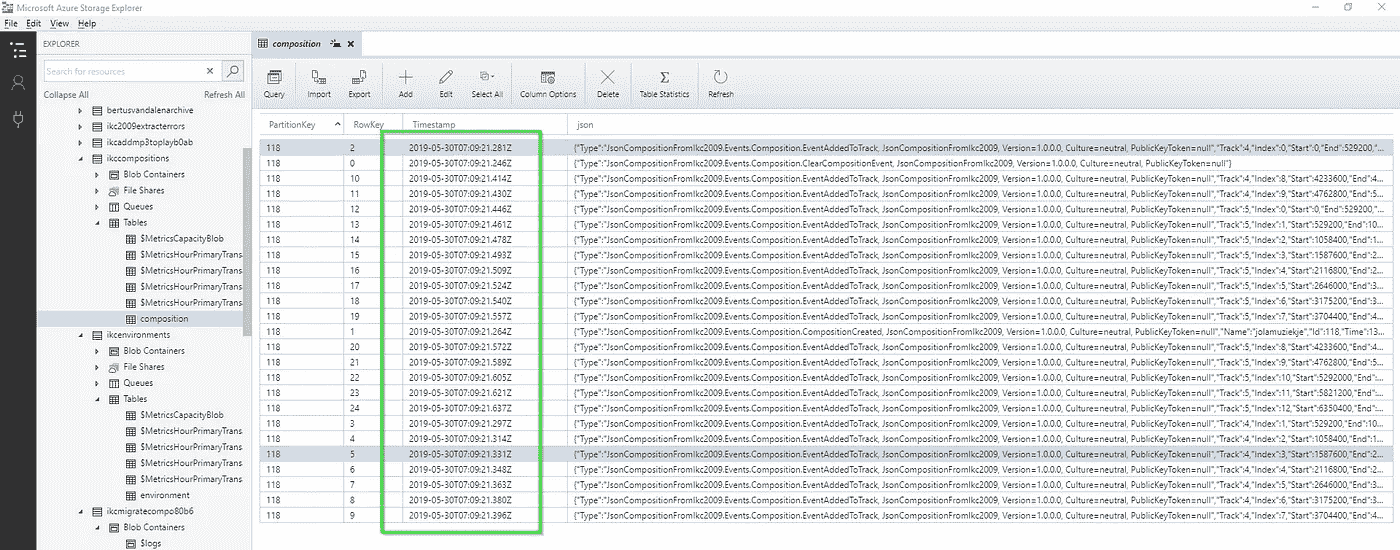 Microsoft Azure Storage Explorer
File Edit View Help
EXPLORER
Search for resources
Collapse All Refresh All
bertusvandalenarchive
ikc2009extracterrors
ikcaddmp3toplayb0ab
ikccompositions
Blob Containers
File Shares
Queues
Tables
$MetricsCapacityBlob
$MetricsHourPrimaryTrans
$MetricsHourPrimaryTrans
$MetricsHourPrimaryTrans
$MetricsHourPrimaryTrans
composition
ikcenvironments
Blob Containers
File Shares
Queues
Tables
$MetricsCapacityBlob
$MetricsHourPrimaryTrans
$MetricsHourPrimaryTrans
$MetricsHourPrimaryTrans
$MetricsHourPrimaryTrans
environment
ikcmigratecompo80b6
Blob Containers
$logs
composition
Query Import Export Add Edit Select All Column Options Delete Table Statistics Refresh
PartitionKey RowKey Timestamp json
118 2 2019-05-30T07:09:21.281Z {"Type":"JsonCompositionFromIkc2009.Events.Composition.EventAddedToTrack, JsonCompositionFromIkc2009, Version=1.0.0.0, Culture=neutral, PublicKeyToken=null","Track":4,"Index":0,"Start":0,"End":529200,"...
118 0 2019-05-30T07:09:21.246Z {"Type":"JsonCompositionFromIkc2009.Events.Composition.ClearCompositionEvent, JsonCompositionFromIkc2009, Version=1.0.0.0, Culture=neutral, PublicKeyToken=null"}
118 10 2019-05-30T07:09:21.414Z {"Type":"JsonCompositionFromIkc2009.Events.Composition.EventAddedToTrack, JsonCompositionFromIkc2009, Version=1.0.0.0, Culture=neutral, PublicKeyToken=null","Track":4,"Index":8,"Start":4233600,"End":4...
118 11 2019-05-30T07:09:21.430Z {"Type":"JsonCompositionFromIkc2009.Events.Composition.EventAddedToTrack, JsonCompositionFromIkc2009, Version=1.0.0.0, Culture=neutral, PublicKeyToken=null","Track":4,"Index":9,"Start":4762800,"End":5...
118 12 2019-05-30T07:09:21.446Z {"Type":"JsonCompositionFromIkc2009.Events.Composition.EventAddedToTrack, JsonCompositionFromIkc2009, Version=1.0.0.0, Culture=neutral, PublicKeyToken=null","Track":5,"Index":0,"Start":0,"End":529200,"...
118 13 2019-05-30T07:09:21.461Z {"Type":"JsonCompositionFromIkc2009.Events.Composition.EventAddedToTrack, JsonCompositionFromIkc2009, Version=1.0.0.0, Culture=neutral, PublicKeyToken=null","Track":5,"Index":1,"Start":529200,"End":10...
118 14 2019-05-30T07:09:21.478Z {"Type":"JsonCompositionFromIkc2009.Events.Composition.EventAddedToTrack, JsonCompositionFromIkc2009, Version=1.0.0.0, Culture=neutral, PublicKeyToken=null","Track":5,"Index":2,"Start":1058400,"End":1...
118 15 2019-05-30T07:09:21.493Z {"Type":"JsonCompositionFromIkc2009.Events.Composition.EventAddedToTrack, JsonCompositionFromIkc2009, Version=1.0.0.0, Culture=neutral, PublicKeyToken=null","Track":5,"Index":3,"Start":1587600,"End":2...
118 16 2019-05-30T07:09:21.509Z {"Type":"JsonCompositionFromIkc2009.Events.Composition.EventAddedToTrack, JsonCompositionFromIkc2009, Version=1.0.0.0, Culture=neutral, PublicKeyToken=null","Track":5,"Index":4,"Start":2116800,"End":2...
118 17 2019-05-30T07:09:21.524Z {"Type":"JsonCompositionFromIkc2009.Events.Composition.EventAddedToTrack, JsonCompositionFromIkc2009, Version=1.0.0.0, Culture=neutral, PublicKeyToken=null","Track":5,"Index":5,"Start":2646000,"End":3...
118 18 2019-05-30T07:09:21.540Z {"Type":"JsonCompositionFromIkc2009.Events.Composition.EventAddedToTrack, JsonCompositionFromIkc2009, Version=1.0.0.0, Culture=neutral, PublicKeyToken=null","Track":5,"Index":6,"Start":3175200,"End":3...
118 19 2019-05-30T07:09:21.557Z {"Type":"JsonCompositionFromIkc2009.Events.Composition.EventAddedToTrack, JsonCompositionFromIkc2009, Version=1.0.0.0, Culture=neutral, PublicKeyToken=null","Track":5,"Index":7,"Start":3704400,"End":4...
118 1 2019-05-30T07:09:21.264Z {"Type":"JsonCompositionFromIkc2009.Events.Composition.CompositionCreated, JsonCompositionFromIkc2009, Version=1.0.0.0, Culture=neutral, PublicKeyToken=null","Name":"jolamuziekje","Id":118,"Time":13...
118 20 2019-05-30T07:09:21.572Z {"Type":"JsonCompositionFromIkc2009.Events.Composition.EventAddedToTrack, JsonCompositionFromIkc2009, Version=1.0.0.0, Culture=neutral, PublicKeyToken=null","Track":5,"Index":8,"Start":4233600,"End":4...
118 21 2019-05-30T07:09:21.589Z {"Type":"JsonCompositionFromIkc2009.Events.Composition.EventAddedToTrack, JsonCompositionFromIkc2009, Version=1.0.0.0, Culture=neutral, PublicKeyToken=null","Track":5,"Index":9,"Start":4762800,"End":5...
118 22 2019-05-30T07:09:21.605Z {"Type":"JsonCompositionFromIkc2009.Events.Composition.EventAddedToTrack, JsonCompositionFromIkc2009, Version=1.0.0.0, Culture=neutral, PublicKeyToken=null","Track":5,"Index":10,"Start":5292000,"End":...
118 23 2019-05-30T07:09:21.621Z {"Type":"JsonCompositionFromIkc2009.Events.Composition.EventAddedToTrack, JsonCompositionFromIkc2009, Version=1.0.0.0, Culture=neutral, PublicKeyToken=null","Track":5,"Index":11,"Start":5821200,"End":...
118 24 2019-05-30T07:09:21.637Z {"Type":"JsonCompositionFromIkc2009.Events.Composition.EventAddedToTrack, JsonCompositionFromIkc2009, Version=1.0.0.0, Culture=neutral, PublicKeyToken=null","Track":5,"Index":12,"Start":6350400,"End":...
118 3 2019-05-30T07:09:21.297Z {"Type":"JsonCompositionFromIkc2009.Events.Composition.EventAddedToTrack, JsonCompositionFromIkc2009, Version=1.0.0.0, Culture=neutral, PublicKeyToken=null","Track":4,"Index":1,"Start":529200,"End":10...
118 4 2019-05-30T07:09:21.314Z {"Type":"JsonCompositionFromIkc2009.Events.Composition.EventAddedToTrack, JsonCompositionFromIkc2009, Version=1.0.0.0, Culture=neutral, PublicKeyToken=null","Track":4,"Index":2,"Start":1058400,"End":1...
118 5 2019-05-30T07:09:21.331Z {"Type":"JsonCompositionFromIkc2009.Events.Composition.EventAddedToTrack, JsonCompositionFromIkc2009, Version=1.0.0.0, Culture=neutral, PublicKeyToken=null","Track":4,"Index":3,"Start":1587600,"End":2...
118 6 2019-05-30T07:09:21.348Z {"Type":"JsonCompositionFromIkc2009.Events.Composition.EventAddedToTrack, JsonCompositionFromIkc2009, Version=1.0.0.0, Culture=neutral, PublicKeyToken=null","Track":4,"Index":4,"Start":2116800,"End":2...
118 7 2019-05-30T07:09:21.363Z {"Type":"JsonCompositionFromIkc2009.Events.Composition.EventAddedToTrack, JsonCompositionFromIkc2009, Version=1.0.0.0, Culture=neutral, PublicKeyToken=null","Track":4,"Index":5,"Start":2646000,"End":3...
118 8 2019-05-30T07:09:21.380Z {"Type":"JsonCompositionFromIkc2009.Events.Composition.EventAddedToTrack, JsonCompositionFromIkc2009, Version=1.0.0.0, Culture=neutral, PublicKeyToken=null","Track":4,"Index":6,"Start":3175200,"End":3...
118 9 2019-05-30T07:09:21.396Z {"Type":"JsonCompositionFromIkc2009.Events.Composition.EventAddedToTrack, JsonCompositionFromIkc2009, Version=1.0.0.0, Culture=neutral, PublicKeyToken=null","Track":4,"Index":7,"Start":3704400,"End":4...